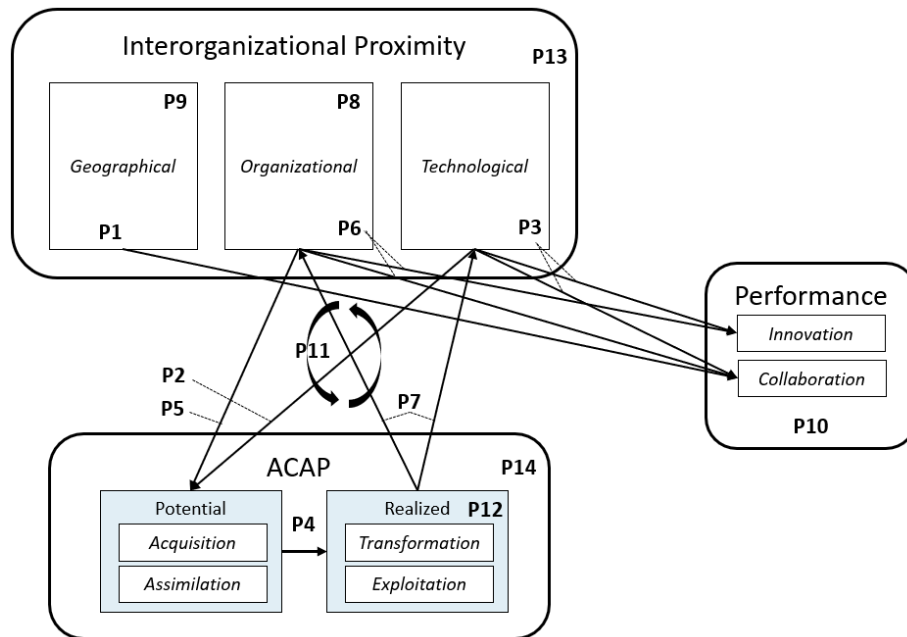 Interorganizational Proximity
P13
P9
P8
Geographical
Organizational
Technological
P1
P6
P3
Performance
Innovation
Collaboration
P10
P11
P2
P5
P7
ACAP
P14
Potential
Realized
P12
P4
Acquisition
Transformation
Assimilation
Exploitation